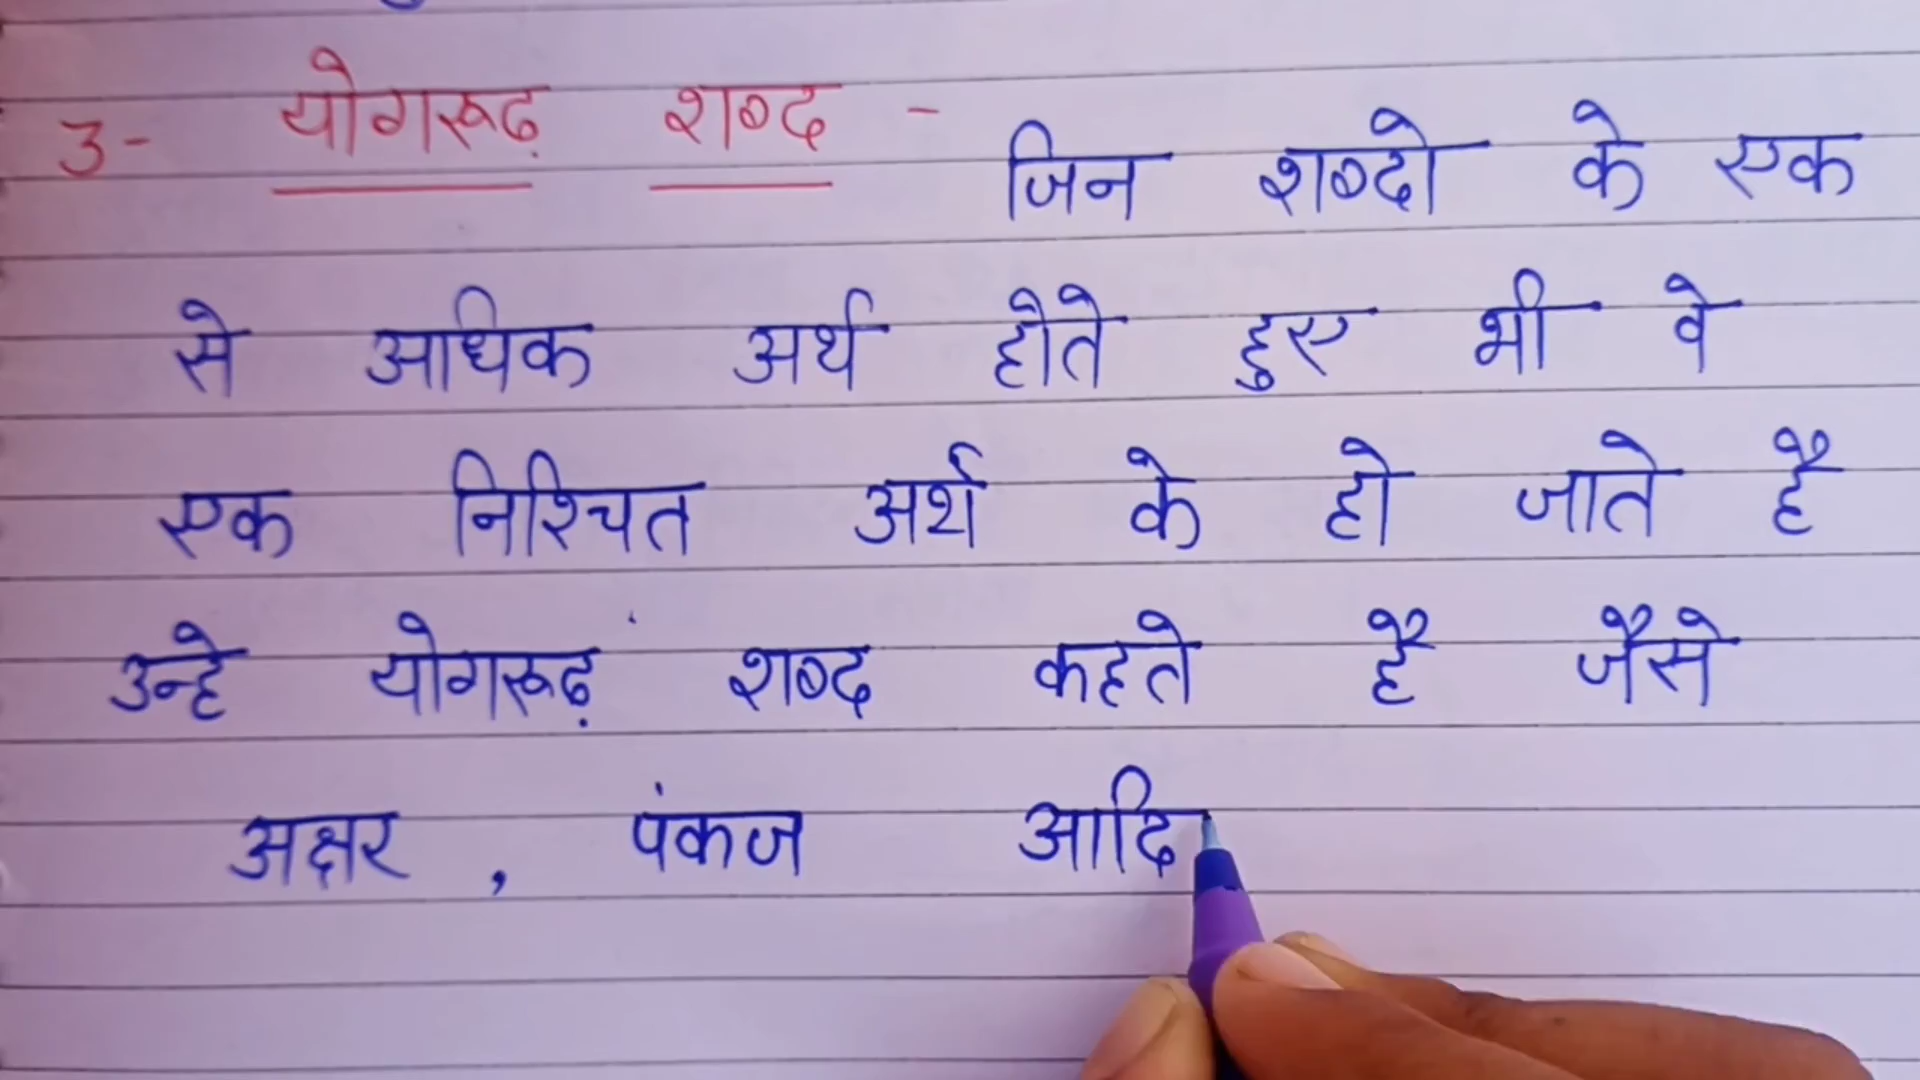 3- योगरूढ़ शब्द - जिन शब्दो के एक
से अधिक अर्थ होते हुए भी वे
एक निश्चित अर्थ के हो जाते है
उन्हे योगरूढ़ शब्द कहते है जैसे
अक्षर , पंकज आदि